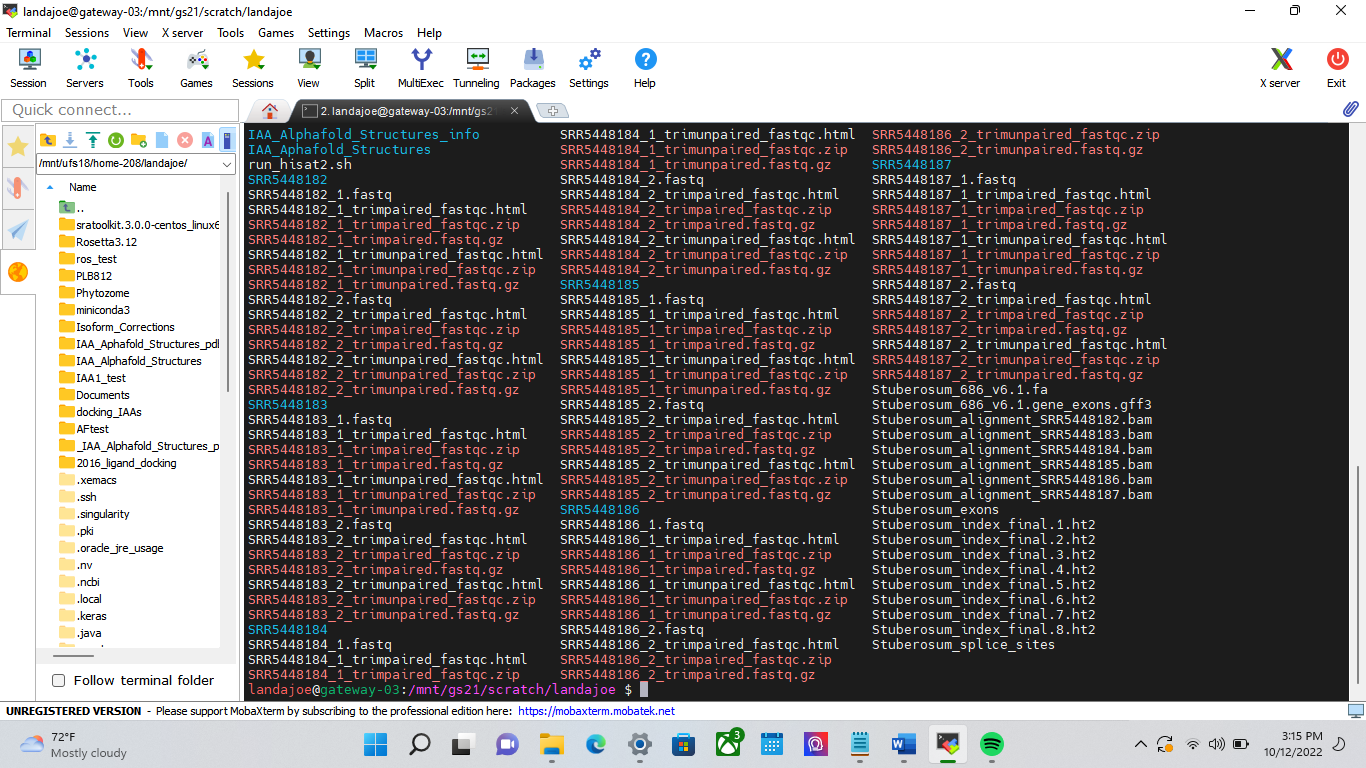 landajoe@gateway-03:/mnt/gs21/scratch/landajoe
Terminal Sessions View X server Tools Games Settings Macros Help
Session Servers Tools Games Sessions View Split MultiExec Tunneling Packages Settings Help X server Exit
Quick connect...
2. landajoe@gateway-03:/mnt/gs2
/mnt/ufs18/home-208/landajoe/
Name
..
sratoolkit.3.0.0-centos_linux6
Rosetta3.12
ros_test
PLB812
Phytozome
miniconda3
Isoform_Corrections
IAA_Aphafold_Structures_pdl
IAA_Alphafold_Structures
IAA1_test
Documents
docking_IAAs
AFtest
_IAA_Alphafold_Structures_p
2016_ligand_docking
.xemacs
.ssh
.singularity
.pki
.oracle_jre_usage
.nv
.ncbi
.local
.keras
.java
Follow terminal folder
IAA_Alphafold_Structures_info SRR5448184_1_trimunpaired_fastqc.html SRR5448186_2_trimunpaired_fastqc.zip
IAA_Aphafold_Structures SRR5448184_1_trimunpaired_fastqc.zip SRR5448186_2_trimunpaired.fastq.gz
run_hisat2.sh SRR5448184_1_trimunpaired.fastq.gz SRR5448187
SRR5448182 SRR5448184_2.fastq SRR5448187_1.fastq
SRR5448182_1.fastq SRR5448184_2_trimpaired_fastqc.html SRR5448187_1_trimpaired_fastqc.html
SRR5448182_1_trimpaired_fastqc.html SRR5448184_2_trimpaired_fastqc.zip SRR5448187_1_trimpaired_fastqc.zip
SRR5448182_1_trimpaired_fastqc.zip SRR5448184_2_trimpaired.fastq.gz SRR5448187_1_trimpaired.fastq.gz
SRR5448182_1_trimpaired.fastq.gz SRR5448184_2_trimunpaired_fastqc.html SRR5448187_1_trimunpaired_fastqc.html
SRR5448182_1_trimunpaired_fastqc.html SRR5448184_2_trimunpaired_fastqc.zip SRR5448187_1_trimunpaired_fastqc.zip
SRR5448182_1_trimunpaired_fastqc.zip SRR5448184_2_trimunpaired.fastq.gz SRR5448187_1_trimunpaired.fastq.gz
SRR5448182_1_trimunpaired.fastq.gz SRR5448185 SRR5448187_2.fastq
SRR5448182_2.fastq SRR5448185_1.fastq SRR5448187_2_trimpaired_fastqc.html
SRR5448182_2_trimpaired_fastqc.html SRR5448185_1_trimpaired_fastqc.html SRR5448187_2_trimpaired_fastqc.zip
SRR5448182_2_trimpaired_fastqc.zip SRR5448185_1_trimpaired_fastqc.zip SRR5448187_2_trimpaired.fastq.gz
SRR5448182_2_trimpaired.fastq.gz SRR5448185_1_trimpaired.fastq.gz SRR5448187_2_trimunpaired_fastqc.html
SRR5448182_2_trimunpaired_fastqc.html SRR5448185_1_trimunpaired_fastqc.html SRR5448187_2_trimunpaired_fastqc.zip
SRR5448182_2_trimunpaired_fastqc.zip SRR5448185_1_trimunpaired_fastqc.zip SRR5448187_2_trimunpaired.fastq.gz
SRR5448182_2_trimunpaired.fastq.gz SRR5448185_1_trimunpaired.fastq.gz Stuberosum_686_v6.1.fa
SRR5448183 SRR5448185_2.fastq Stuberosum_686_v6.1.gene_exons.gff3
SRR5448183_1.fastq SRR5448185_2_trimpaired_fastqc.html Stuberosum_alignment_SRR5448182.bam
SRR5448183_1_trimpaired_fastqc.html SRR5448185_2_trimpaired_fastqc.zip Stuberosum_alignment_SRR5448183.bam
SRR5448183_1_trimpaired_fastqc.zip SRR5448185_2_trimpaired.fastq.gz Stuberosum_alignment_SRR5448184.bam
SRR5448183_1_trimpaired.fastq.gz SRR5448185_2_trimunpaired_fastqc.html Stuberosum_alignment_SRR5448185.bam
SRR5448183_1_trimunpaired_fastqc.html SRR5448185_2_trimunpaired_fastqc.zip Stuberosum_alignment_SRR5448186.bam
SRR5448183_1_trimunpaired_fastqc.zip SRR5448185_2_trimunpaired.fastq.gz Stuberosum_alignment_SRR5448187.bam
SRR5448183_1_trimunpaired.fastq.gz SRR5448186 Stuberosum_exons
SRR5448183_2.fastq SRR5448186_1.fastq Stuberosum_index_final.1.ht2
SRR5448183_2_trimpaired_fastqc.html SRR5448186_1_trimpaired_fastqc.html Stuberosum_index_final.2.ht2
SRR5448183_2_trimpaired_fastqc.zip SRR5448186_1_trimpaired_fastqc.zip Stuberosum_index_final.3.ht2
SRR5448183_2_trimpaired.fastq.gz SRR5448186_1_trimpaired.fastq.gz Stuberosum_index_final.4.ht2
SRR5448183_2_trimunpaired_fastqc.html SRR5448186_1_trimunpaired_fastqc.html Stuberosum_index_final.5.ht2
SRR5448183_2_trimunpaired_fastqc.zip SRR5448186_1_trimunpaired_fastqc.zip Stuberosum_index_final.6.ht2
SRR5448183_2_trimunpaired.fastq.gz SRR5448186_1_trimunpaired.fastq.gz Stuberosum_index_final.7.ht2
SRR5448184 SRR5448186_2.fastq Stuberosum_index_final.8.ht2
SRR5448184_1.fastq SRR5448186_2_trimpaired_fastqc.html Stuberosum_splice_sites
SRR5448184_1_trimpaired_fastqc.html SRR5448186_2_trimpaired_fastqc.zip
SRR5448184_1_trimpaired_fastqc.zip SRR5448186_2_trimpaired.fastq.gz
landajoe@gateway-03:/mnt/gs21/scratch/landajoe $
UNREGISTERED VERSION - Please support MobaXterm by subscribing to the professional edition here: https://mobaxterm.mobatek.net
72°F
Mostly cloudy
3
3:15 PM
10/12/2022